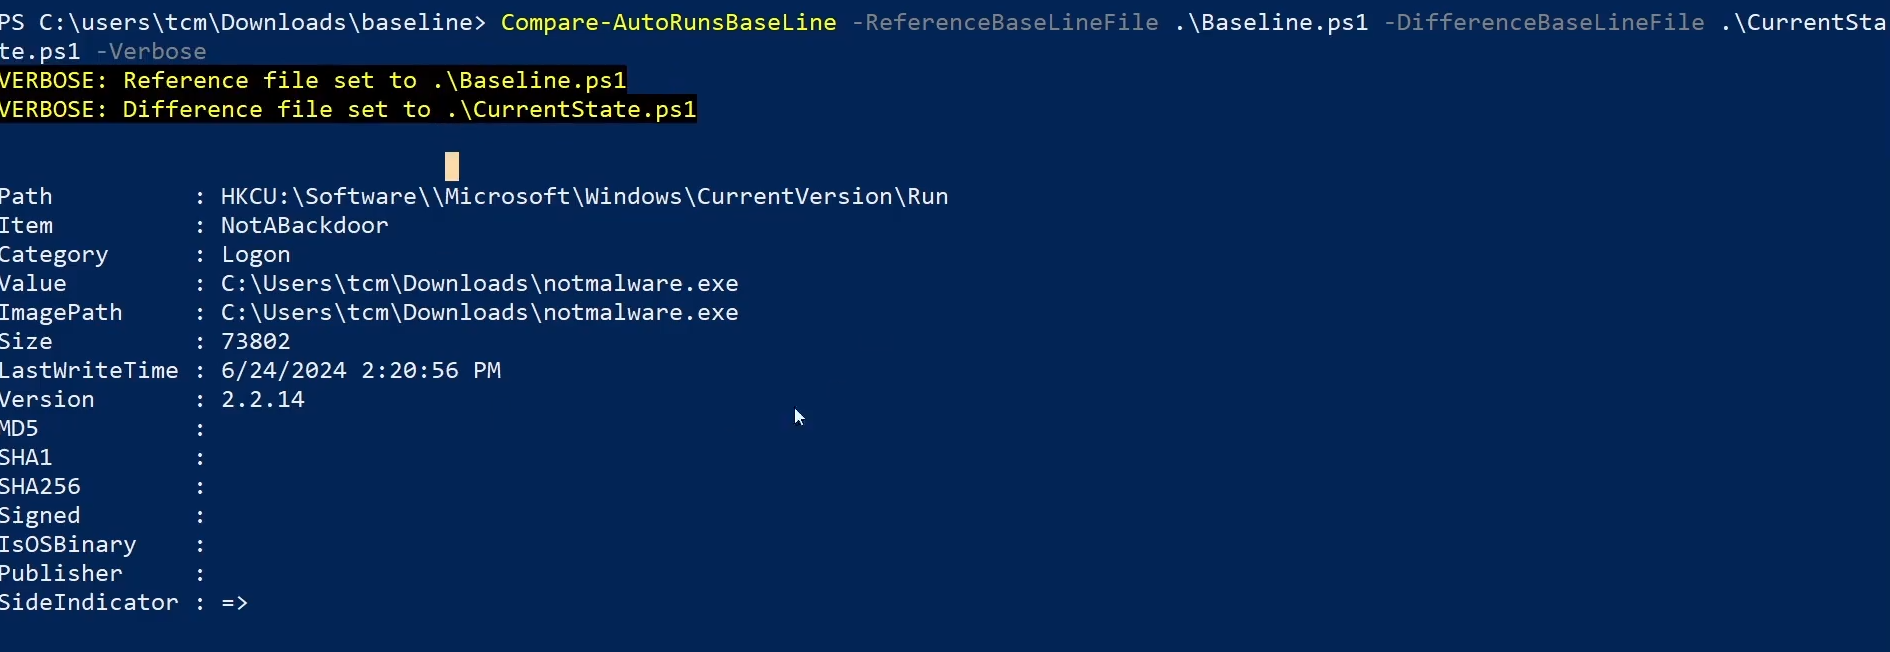 PS C:\users\tcm\Downloads\baseline> Compare-AutoRunsBaseLine -ReferenceBaseLineFile .\Baseline.ps1 -DifferenceBaseLineFile .\CurrentSta
te.ps1 -Verbose
VERBOSE: Reference file set to .\Baseline.ps1
VERBOSE: Difference file set to .\CurrentState.ps1
Path          : HKCU:\Software\\Microsoft\Windows\CurrentVersion\Run
Item          : NotABackdoor
Category      : Logon
Value         : C:\Users\tcm\Downloads\notmalware.exe
ImagePath     : C:\Users\tcm\Downloads\notmalware.exe
Size          : 73802
LastWriteTime : 6/24/2024 2:20:56 PM
Version       : 2.2.14
MD5           :
SHA1          :
SHA256        :
Signed        :
IsOSBinary    :
Publisher     :
SideIndicator : =>